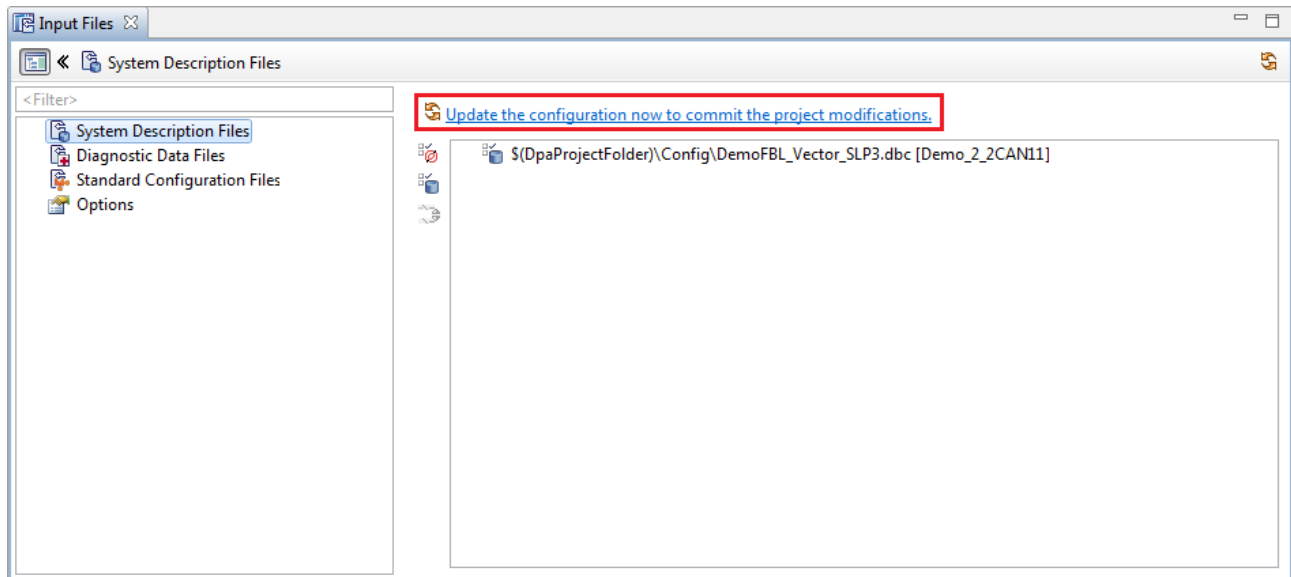 Input Files
System Description Files
<Filter>
System Description Files
Diagnostic Data Files
Standard Configuration Files
Options
Update the configuration now to commit the project modifications.
$(DpaProjectFolder)\Config\DemoFBL_Vector_SLP3.dbc [Demo_2_2CAN11]